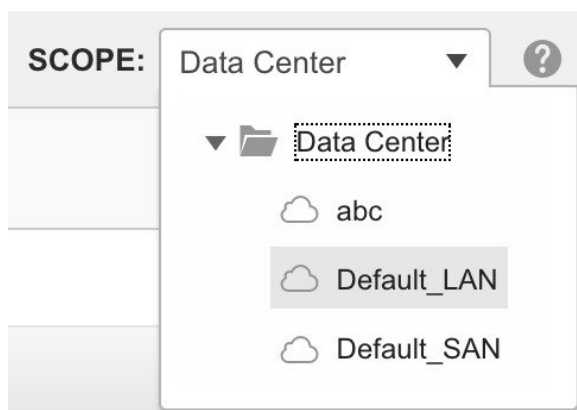 SCOPE: Data Center ?
Data Center
abc
Default_LAN
Default_SAN